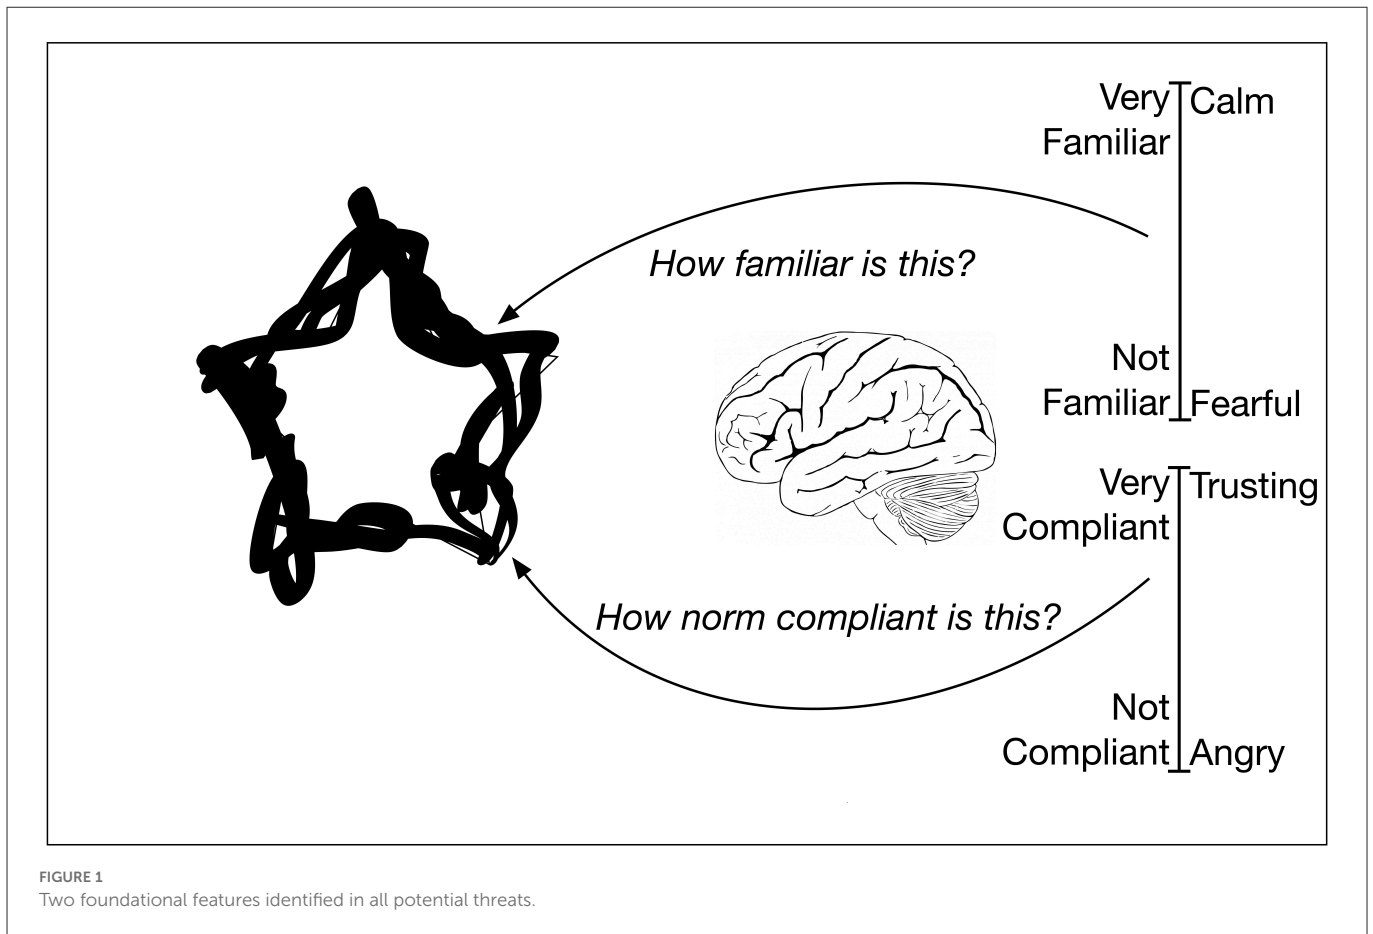 Very Calm
Familiar
How familiar is this?
Not
Familiar Fearful
Very Trusting
Compliant
How norm compliant is this?
Not
Compliant Angry
FIGURE 1
Two foundational features identified in all potential threats.